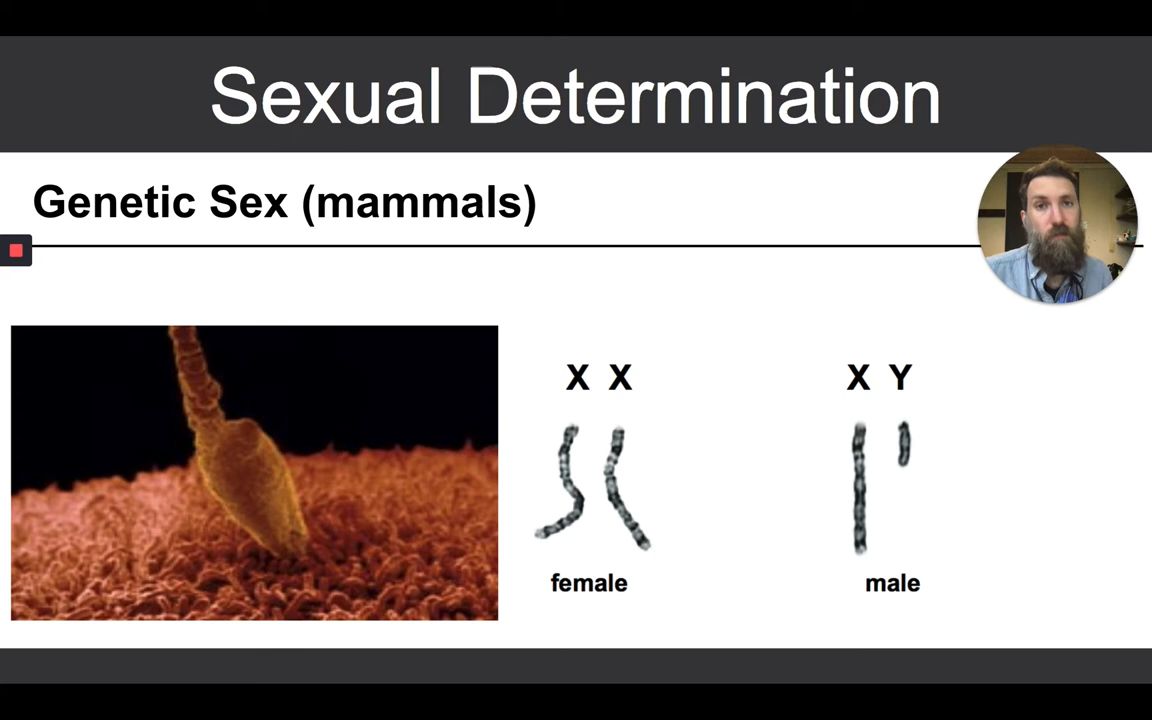 Sexual Determination
Genetic Sex (mammals)
X X
X Y
female
male